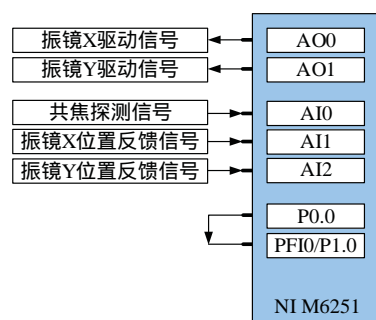 振镜X驱动信号 AO0
振镜Y驱动信号 AO1
共焦探测信号 AI0
振镜X位置反馈信号 AI1
振镜Y位置反馈信号 AI2
P0.0
PFI0/P1.0
NI M6251